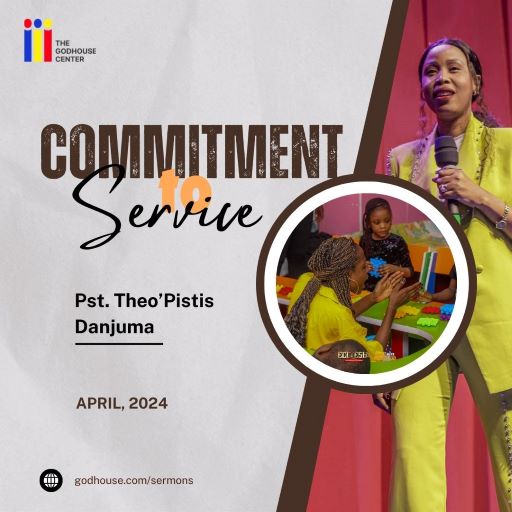 THE
GODHOUSE
CENTER
COMMITMENT
to
Service
Pst. Theo’Pistis
Danjuma
APRIL, 2024
godhouse.com/sermons